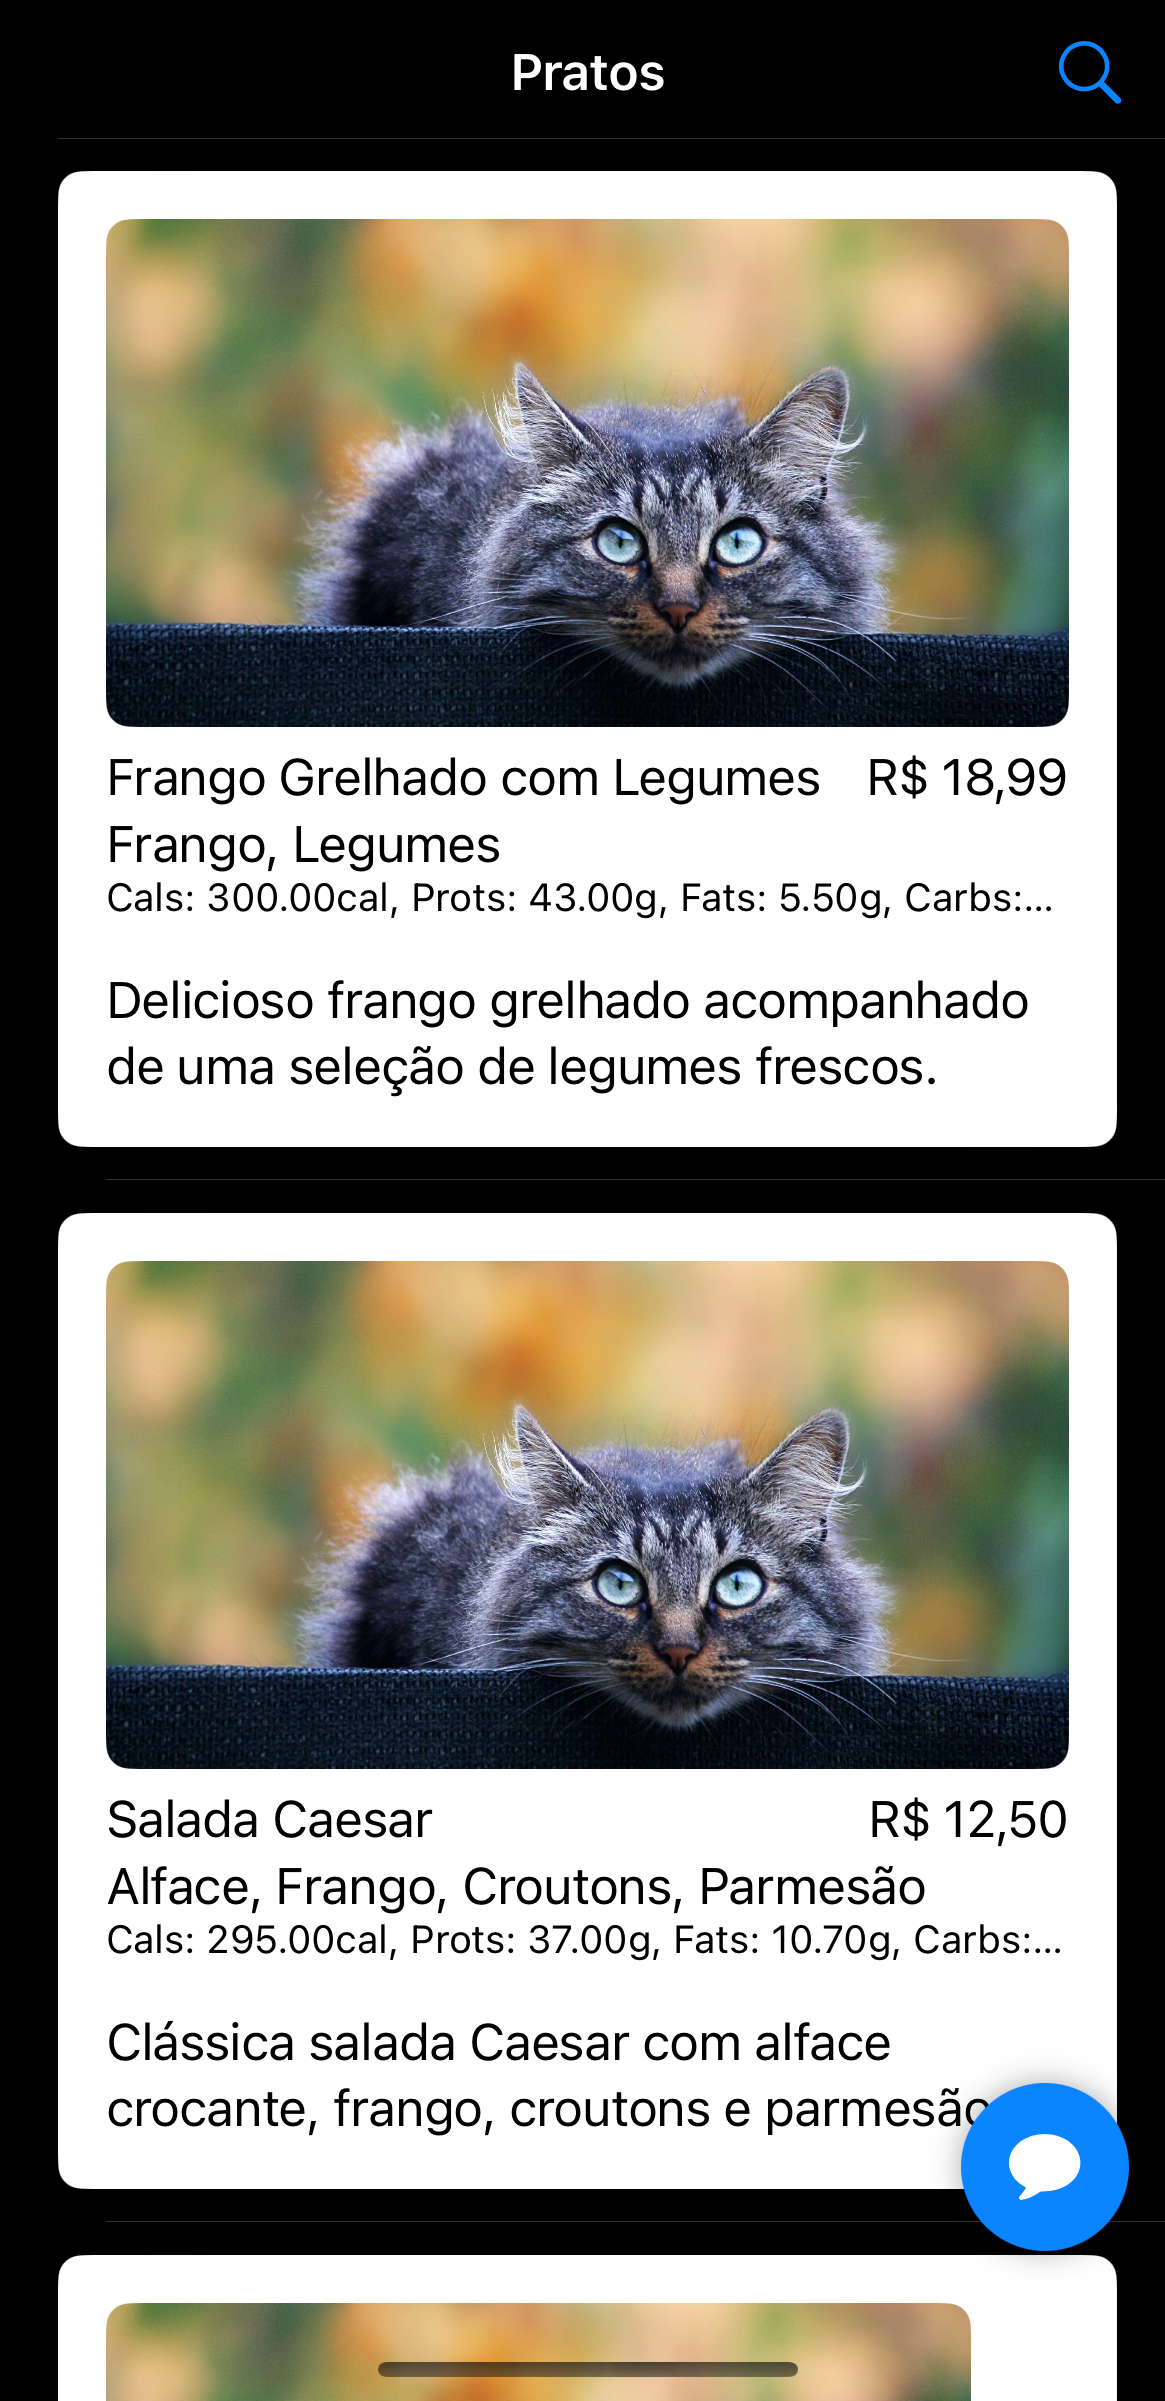 Pratos
Frango Grelhado com Legumes R$ 18,99
Frango, Legumes
Cals: 300.00cal, Prots: 43.00g, Fats: 5.50g, Carbs:...
Delicioso frango grelhado acompanhado
de uma seleção de legumes frescos.
Salada Caesar R$ 12,50
Alface, Frango, Croutons, Parmesão
Cals: 295.00cal, Prots: 37.00g, Fats: 10.70g, Carbs:...
Clássica salada Caesar com alface
crocante, frango, croutons e parmesão